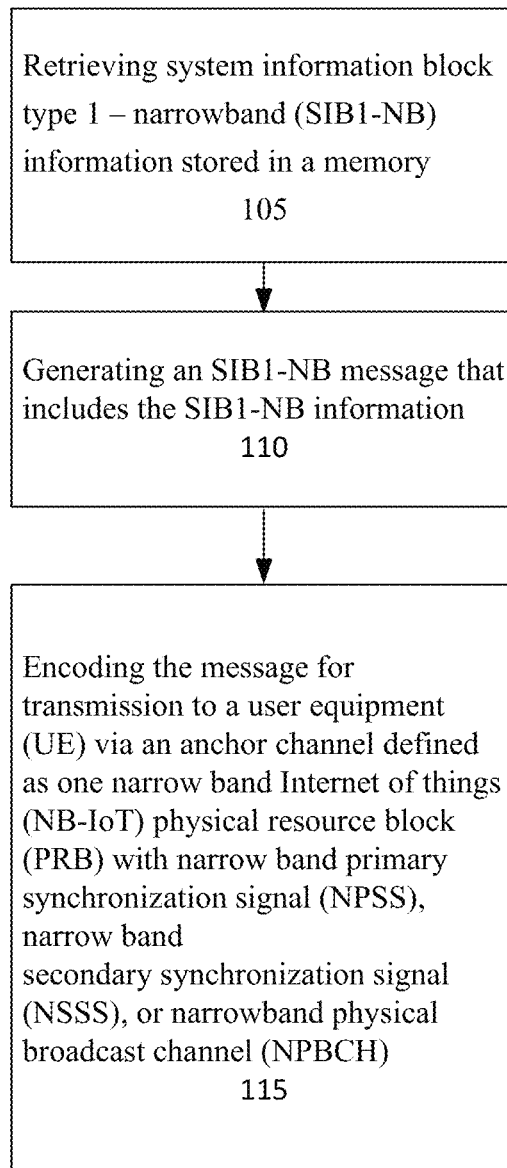 Retrieving system information block
type 1 – narrowband (SIB1-NB)
information stored in a memory
105
Generating an SIB1-NB message that
includes the SIB1-NB information
110
Encoding the message for
transmission to a user equipment
(UE) via an anchor channel defined
as one narrow band Internet of things
(NB-IoT) physical resource block
(PRB) with narrow band primary
synchronization signal (NPSS),
narrow band
secondary synchronization signal
(NSSS), or narrowband physical
broadcast channel (NPBCH)
115